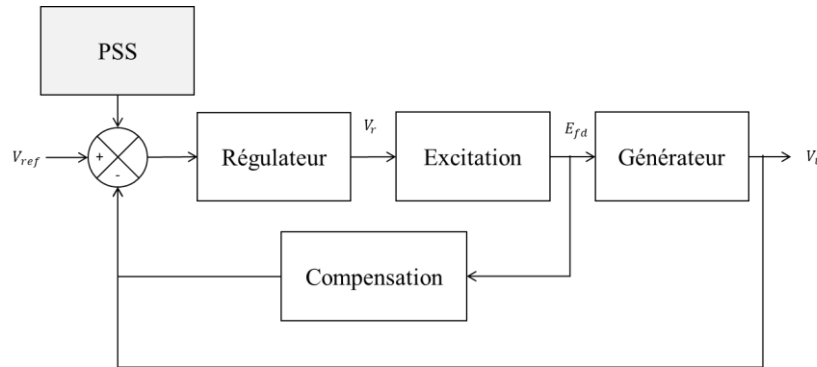 PSS
V_r
E_fd
V_ref
+
Régulateur
Excitation
Générateur
V_t
-
Compensation